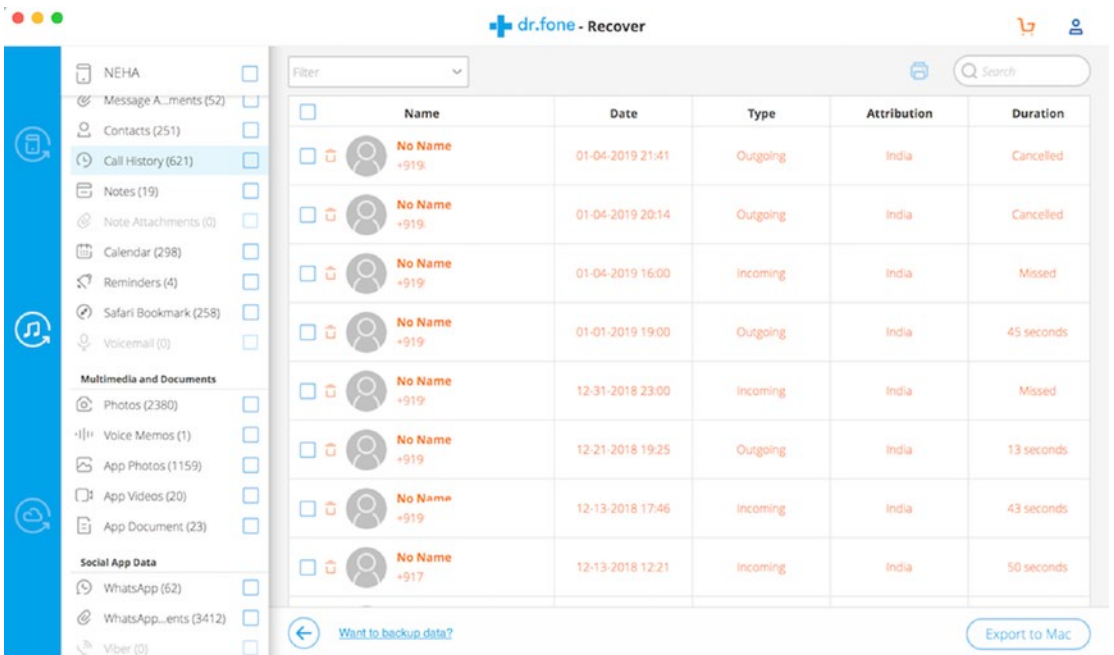 dr.fone - Recover
NEHA
Filter
Search
Message A...ments (52)
Contacts (251)
Call History (621)
Notes (19)
Note Attachments (0)
Calendar (298)
Reminders (4)
Safari Bookmark (258)
Voicemail (0)
Multimedia and Documents
Photos (2380)
Voice Memos (1)
App Photos (1159)
App Videos (20)
App Document (23)
Social App Data
WhatsApp (62)
WhatsApp...ents (3412)
Viber (0)
Name Date Type Attribution Duration
No Name
+919 01-04-2019 21:41 Outgoing India Cancelled
No Name
+919 01-04-2019 20:14 Outgoing India Cancelled
No Name
+919 01-04-2019 16:00 Incoming India Missed
No Name
+919 01-01-2019 19:00 Outgoing India 45 seconds
No Name
+919 12-31-2018 23:00 Incoming India Missed
No Name
+919 12-21-2018 19:25 Outgoing India 13 seconds
No Name
+919 12-13-2018 17:46 Incoming India 43 seconds
No Name
+917 12-13-2018 12:21 Incoming India 50 seconds
Want to backup data?
Export to Mac